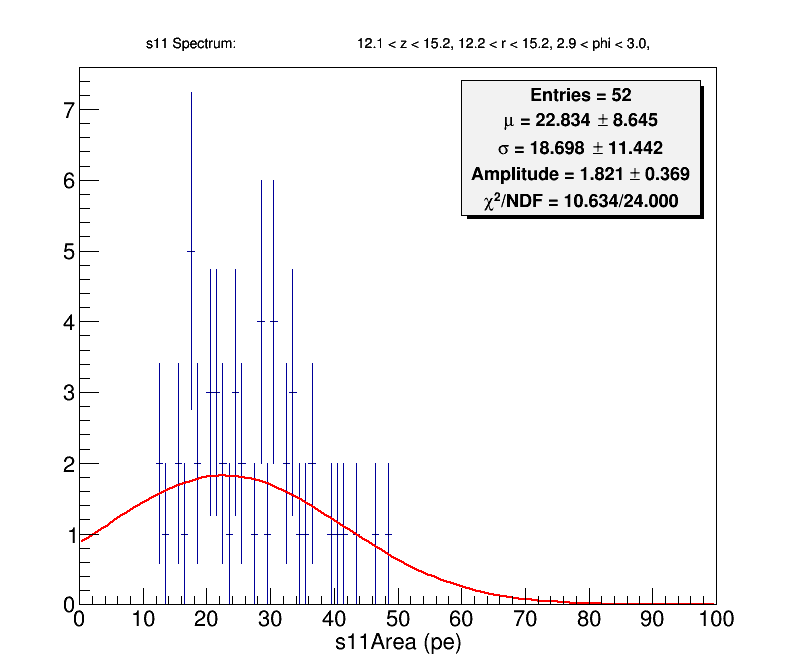 s11 Spectrum: 12.1 < z < 15.2, 12.2 < r < 15.2, 2.9 < phi < 3.0,
Entries = 52
μ = 22.834 ± 8.645
σ = 18.698 ± 11.442
Amplitude = 1.821 ± 0.369
χ²/NDF = 10.634/24.000
7
6
5
4
3
2
1
0
0 10 20 30 40 50 60 70 80 90 100
s11Area (pe)